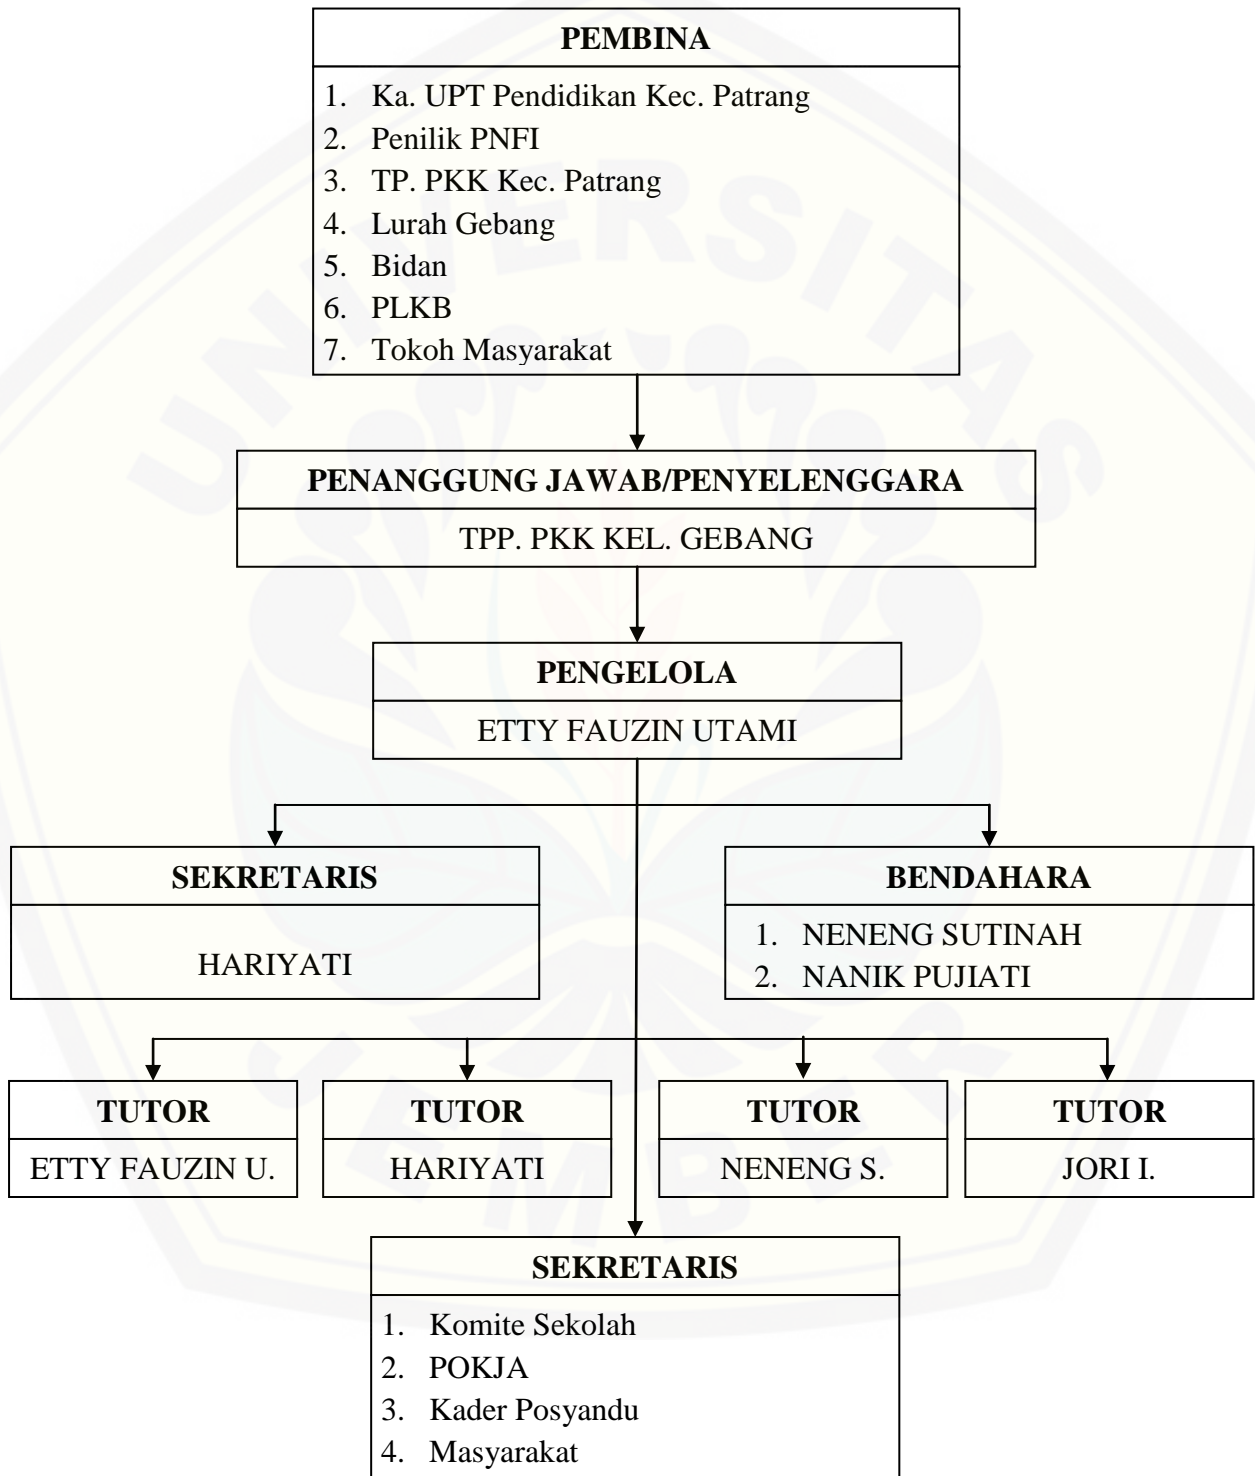 PEMBINA
1. Ka. UPT Pendidikan Kec. Patrang
2. Penilik PNFI
3. TP. PKK Kec. Patrang
4. Lurah Gebang
5. Bidan
6. PLKB
7. Tokoh Masyarakat
PENANGGUNG JAWAB/PENYELENGGARA
TPP. PKK KEL. GEBANG
PENGELOLA
ETTY FAUZIN UTAMI
SEKRETARIS
HARIYATI
BENDAHARA
1. NENENG SUTINAH
2. NANIK PUJIATI
TUTOR
ETTY FAUZIN U.
TUTOR
HARIYATI
TUTOR
NENENG S.
TUTOR
JORI I.
SEKRETARIS
1. Komite Sekolah
2. POKJA
3. Kader Posyandu
4. Masyarakat
UNIVERSITAS
JEMBER